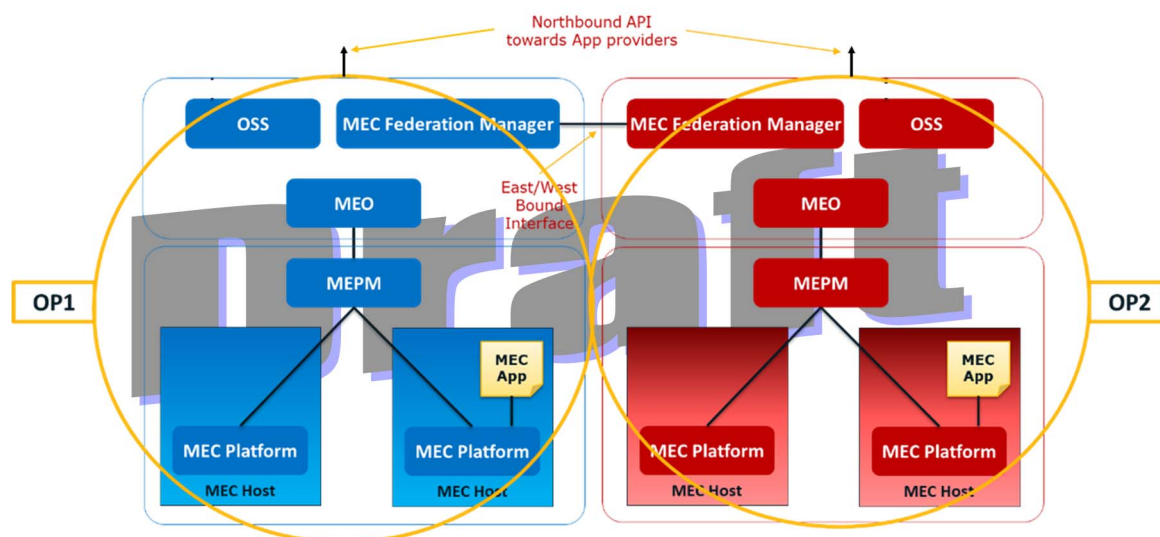 Northbound API
towards App providers
OSS
MEC Federation Manager
MEC Federation Manager
OSS
East/West
Bound
Interface
MEO
MEO
MEPM
MEPM
OP1
OP2
Draft
MEC
App
MEC
App
MEC Platform
MEC Platform
MEC Platform
MEC Platform
MEC Host
MEC Host
MEC Host
MEC Host